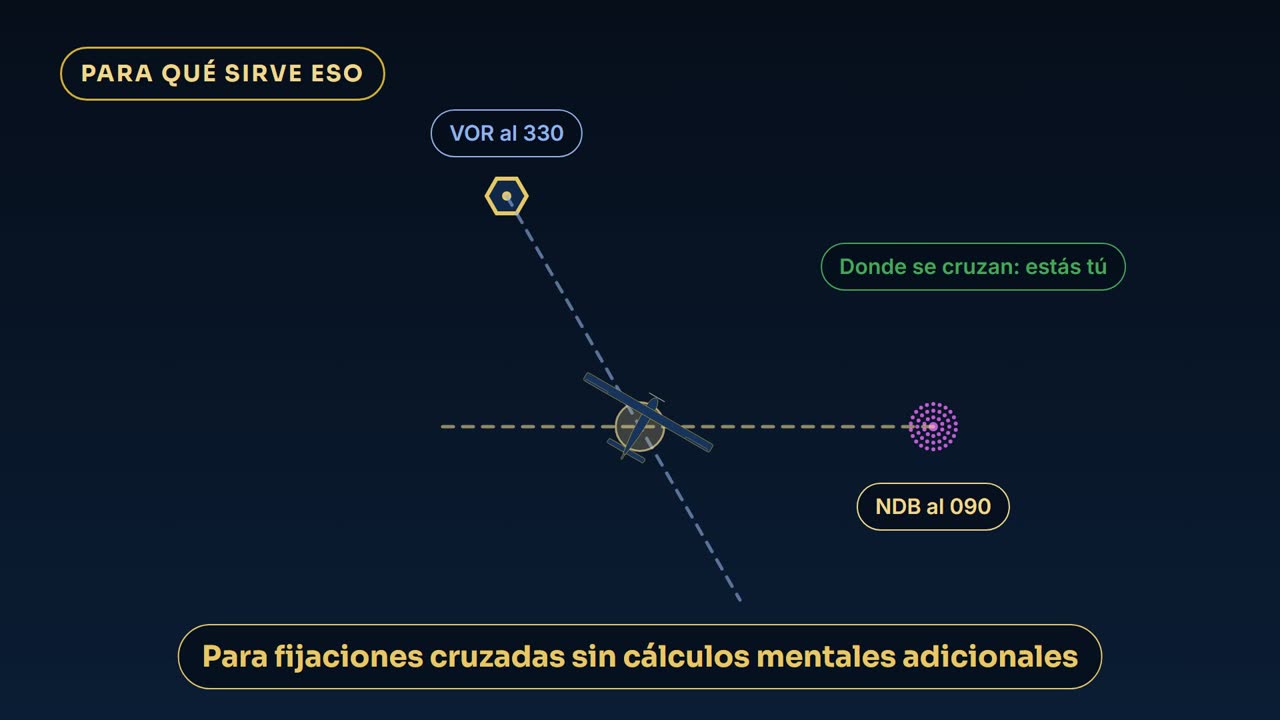 PARA QUÉ SIRVE ESO
VOR al 330
Donde se cruzan: estás tú
NDB al 090
Para fijaciones cruzadas sin cálculos mentales adicionales